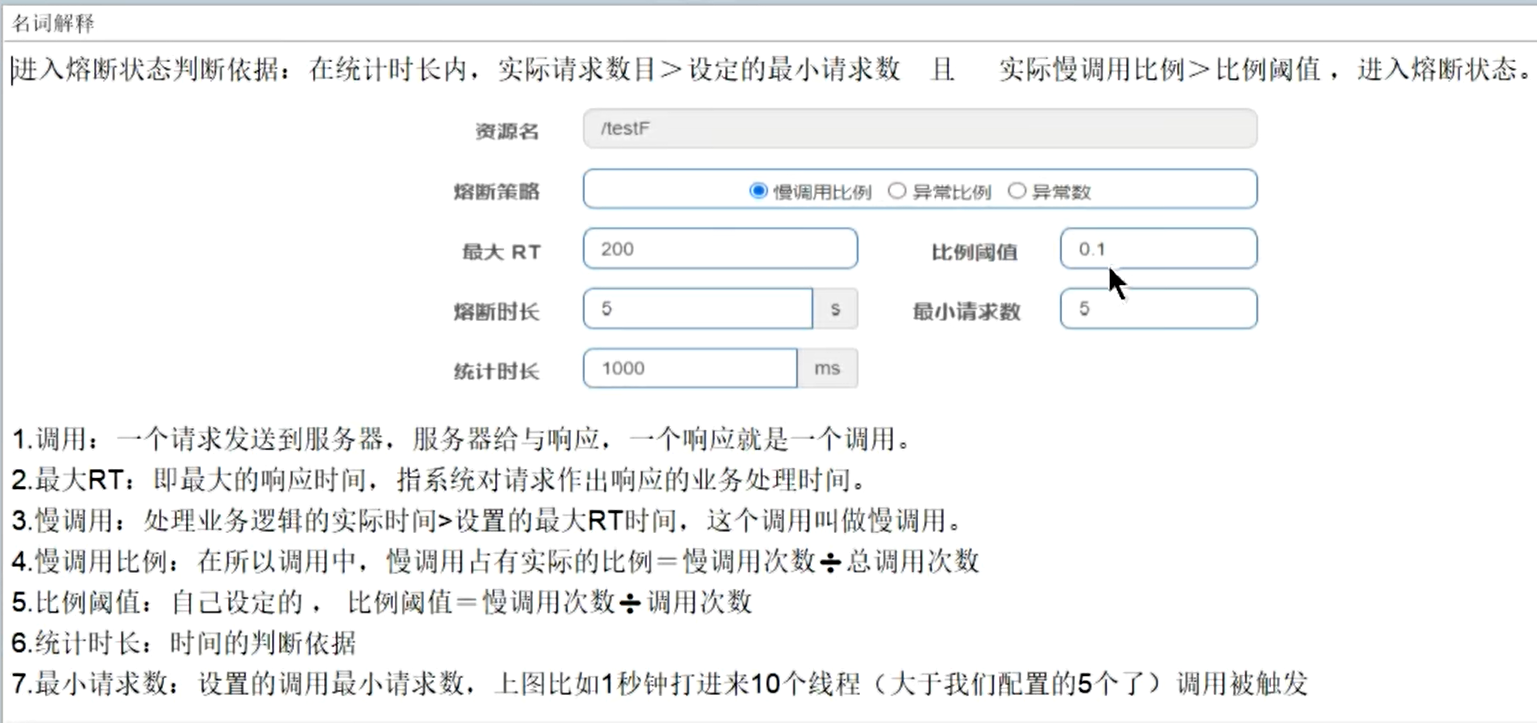 名词解释
进入熔断状态判断依据：在统计时长内，实际请求数目＞设定的最小请求数 且 实际慢调用比例＞比例阈值 ，进入熔断状态。
资源名 /testF
熔断策略 慢调用比例 异常比例 异常数
最大 RT 200 比例阈值 0.1
熔断时长 5 s 最小请求数 5
统计时长 1000 ms
1.调用：一个请求发送到服务器，服务器给与响应，一个响应就是一个调用。
2.最大RT：即最大的响应时间，指系统对请求作出响应的业务处理时间。
3.慢调用：处理业务逻辑的实际时间>设置的最大RT时间，这个调用叫做慢调用。
4.慢调用比例：在所以调用中，慢调用占有实际的比例＝慢调用次数➗总调用次数
5.比例阈值：自己设定的 ， 比例阈值＝慢调用次数➗调用次数
6.统计时长：时间的判断依据
7.最小请求数：设置的调用最小请求数，上图比如1秒钟打进来10个线程（大于我们配置的5个了）调用被触发